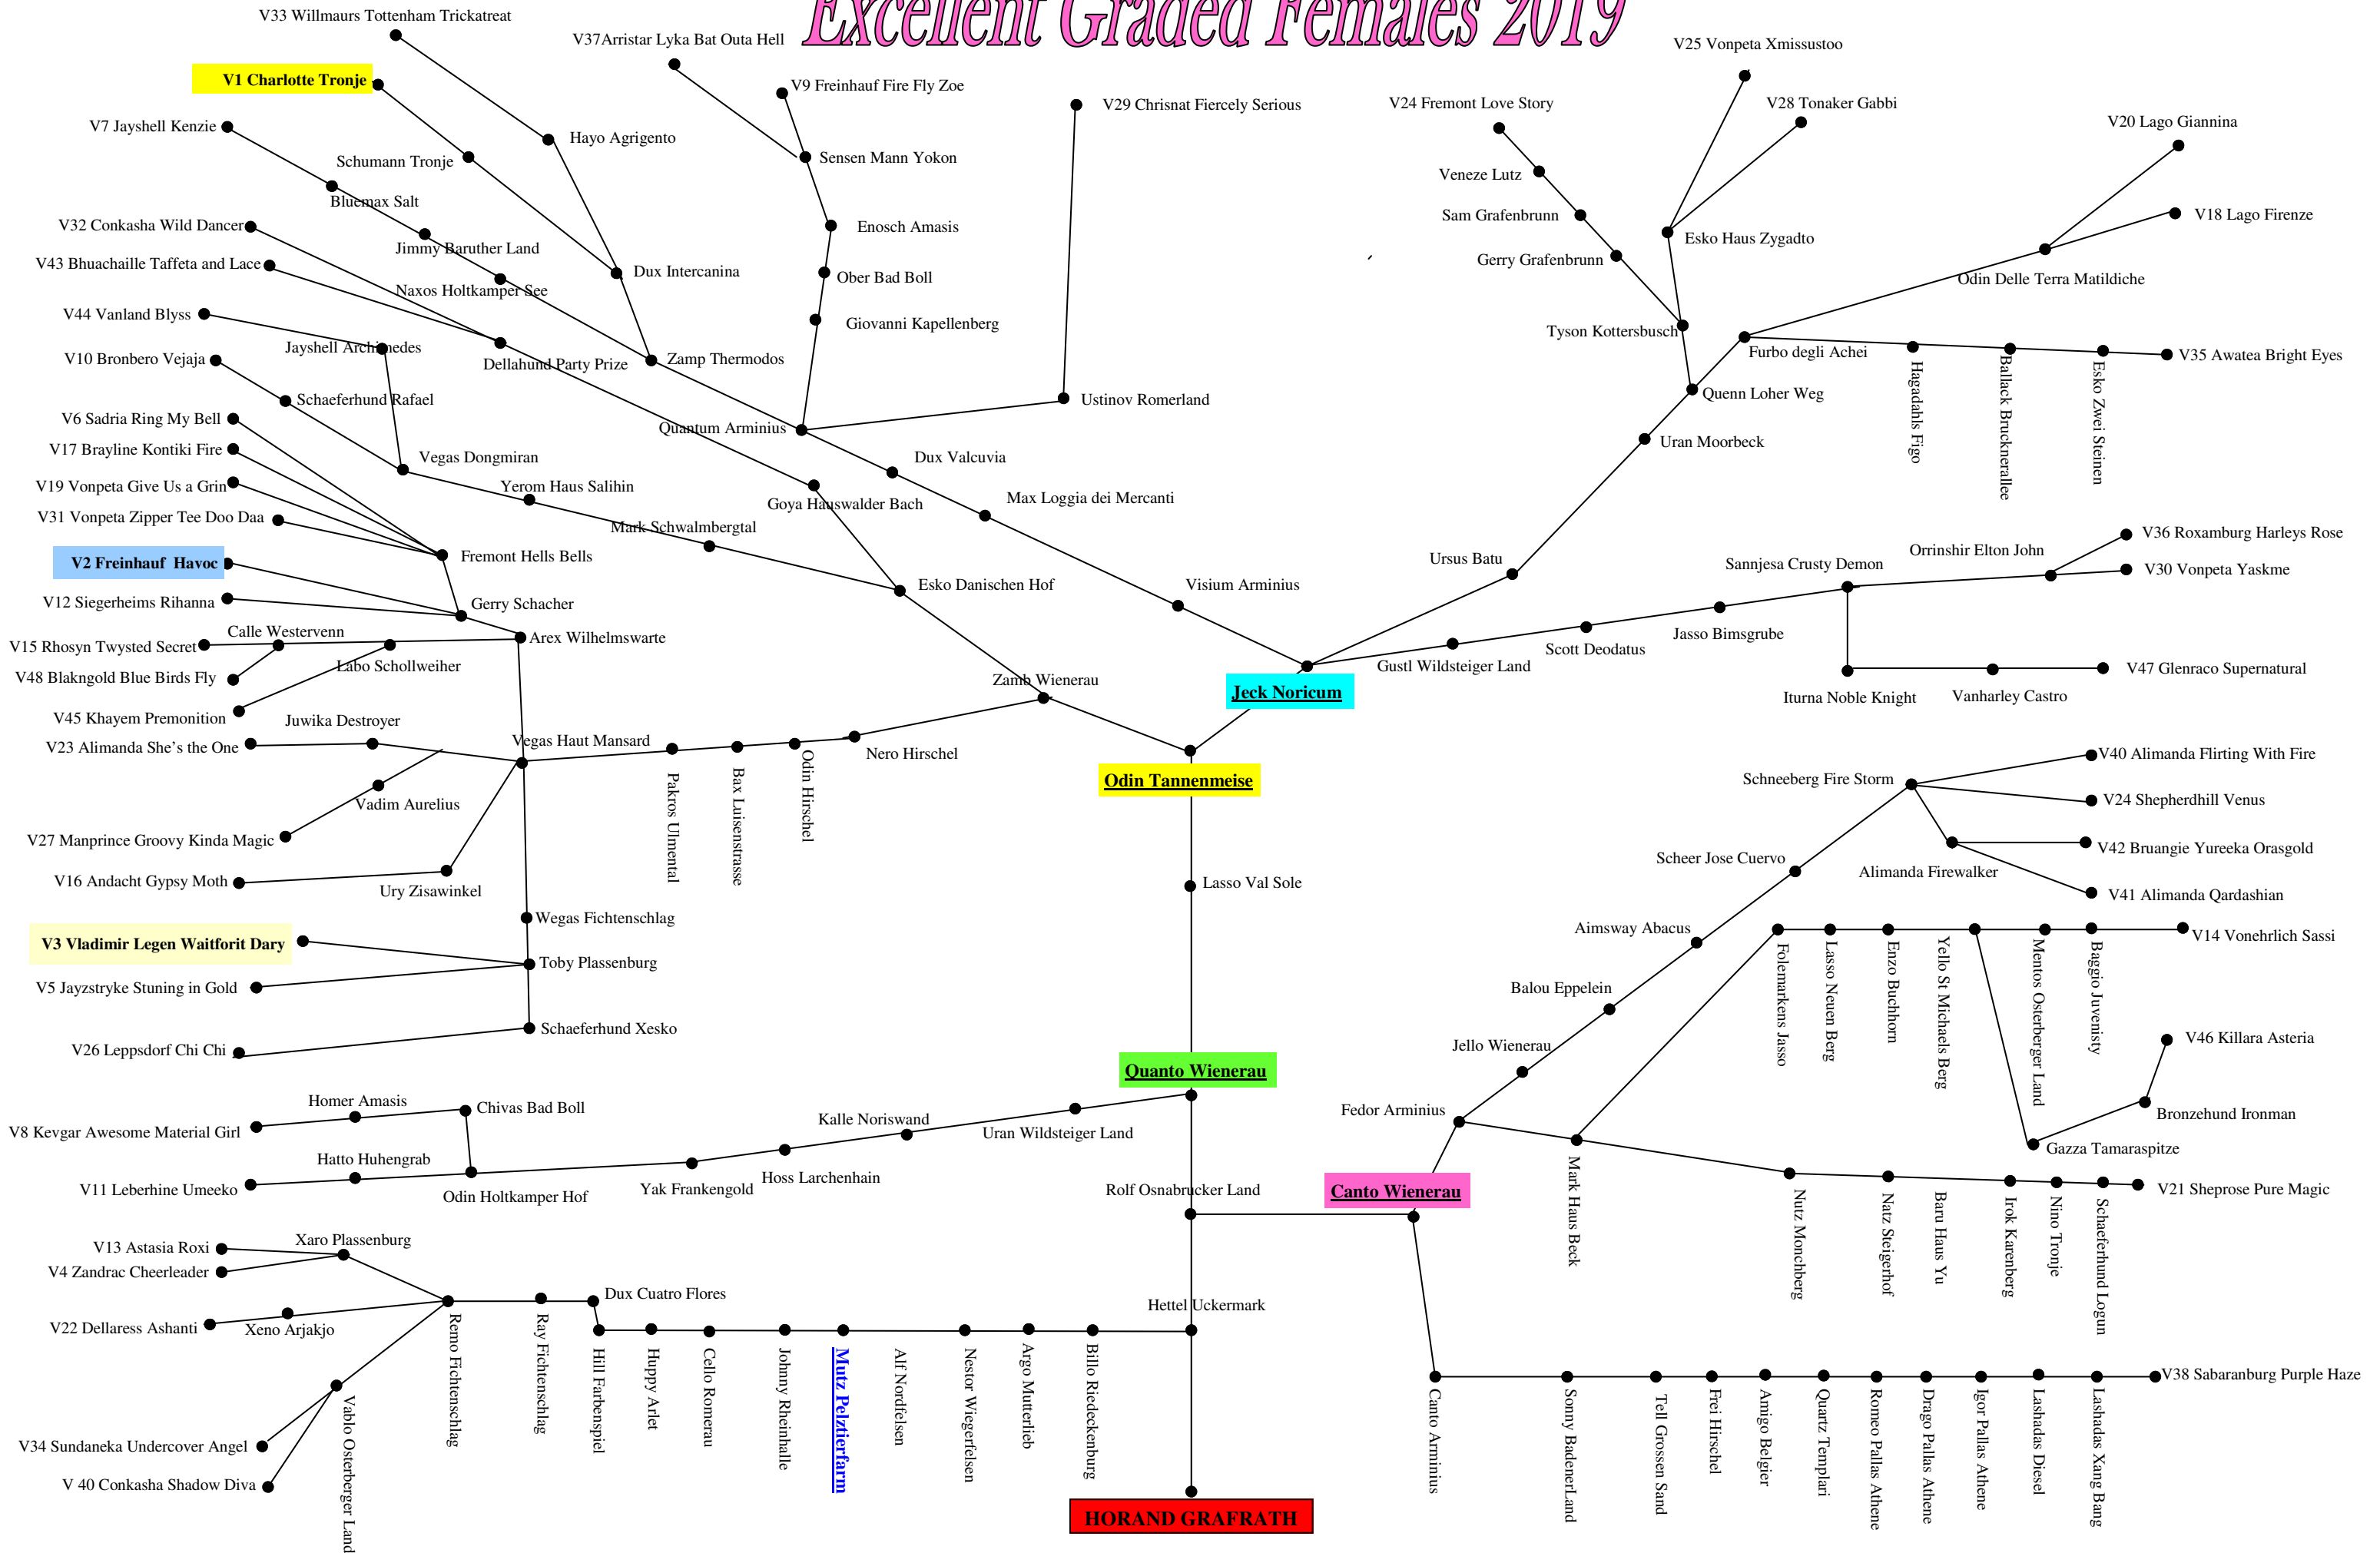 Excellent Graded Females 2019
V33 Willmaurs Tottenham Trickatreat
V37Arristar Lyka Bat Outa Hell
V25 Vonpeta Xmissustoo
V1 Charlotte Tronje
V9 Freinhauf Fire Fly Zoe
V29 Chrisnat Fiercely Serious
V24 Fremont Love Story
V28 Tonaker Gabbi
V20 Lago Giannina
V7 Jayshell Kenzie
Hayo Agrigento
Schumann Tronje
Sensen Mann Yokon
Veneze Lutz
Bluemax Salt
Sam Grafenbrunn
V18 Lago Firenze
V32 Conkasha Wild Dancer
Enosch Amasis
Esko Haus Zygadto
Jimmy Baruther Land
V43 Bhuachaille Taffeta and Lace
Dux Intercanina
Ober Bad Boll
Gerry Grafenbrunn
Odin Delle Terra Matildiche
Naxos Holtkamper See
V44 Vanland Blyss
Giovanni Kapellenberg
Tyson Kottersbusch
Jayshell Archimedes
V10 Bronbero Vejaja
Dellahund Party Prize
Zamp Thermodos
Furbo degli Achei
Hagadahls Figo
Ballack Brucknerallee
Esko Zwei Steinen
V35 Awatea Bright Eyes
Schaeferhund Rafael
Ustinov Romerland
Quenn Loher Weg
V6 Sadria Ring My Bell
Quantum Arminius
Uran Moorbeck
V17 Brayline Kontiki Fire
Vegas Dongmiran
Dux Valcuvia
V19 Vonpeta Give Us a Grin
Yerom Haus Salihin
Max Loggia dei Mercanti
Goya Hauswalder Bach
V31 Vonpeta Zipper Tee Doo Daa
Mark Schwalmbergtal
V36 Roxamburg Harleys Rose
V2 Freinhauf Havoc
Fremont Hells Bells
Ursus Batu
Sannjesa Crusty Demon
Orrinshir Elton John
V30 Vonpeta Yaskme
Esko Danischen Hof
Visium Arminius
V12 Siegerheims Rihanna
Gerry Schacher
Calle Westervenn
Arex Wilhelmswarte
Jasso Bimsgrube
V15 Rhosyn Twysted Secret
Labo Schollweiher
Scott Deodatus
Gustl Wildsteiger Land
V47 Glenraco Supernatural
V48 Blakngold Blue Birds Fly
Zamb Wienerau
Jeck Noricum
Iturna Noble Knight
Vanharley Castro
V45 Khayem Premonition
Juwika Destroyer
V23 Alimanda She's the One
Vegas Haut Mansard
Pakros Ulmental
Bax Luisenstrasse
Odin Hirschel
Nero Hirschel
V40 Alimanda Flirting With Fire
Odin Tannenmeise
Schneeberg Fire Storm
Vadim Aurelius
V24 Shepherdhill Venus
V27 Manprince Groovy Kinda Magic
V42 Bruangie Yureeka Orasgold
Scheer Jose Cuervo
Alimanda Firewalker
V16 Andacht Gypsy Moth
Ury Zisawinkel
Lasso Val Sole
V41 Alimanda Qardashian
Wegas Fichtenschlag
Aimsway Abacus
V3 Vladimir Legen Waitforit Dary
Folemarkens Jasso
Lasso Neuen Berg
Enzo Buchhorn
Yello St Michaels Berg
Mentos Osterberger Land
Baggio Juvenisty
V14 Vonehrlich Sassi
Toby Plassenburg
V5 Jayzstryke Stuning in Gold
Balou Eppelein
Schaeferhund Xesko
V26 Leppsdorf Chi Chi
Jello Wienerau
V46 Killara Asteria
Quanto Wienerau
Homer Amasis
Chivas Bad Boll
Kalle Noriswand
Fedor Arminius
Bronzehund Ironman
V8 Kevgar Awesome Material Girl
Uran Wildsteiger Land
Gazza Tamaraspitze
Hatto Huhengrab
Hoss Larchenhain
Mark Haus Beck
V11 Leberhine Umeeko
Odin Holtkamper Hof
Yak Frankengold
Rolf Osnabrucker Land
Canto Wienerau
Nutz Monchberg
Natz Steigerhof
Baru Haus Yu
Irok Karenberg
Nino Tronje
Schaeferhund Logun
V21 Sheprose Pure Magic
V13 Astasia Roxi
Xaro Plassenburg
V4 Zandrac Cheerleader
Dux Cuatro Flores
Hettel Uckermark
V22 Dellaress Ashanti
Xeno Arjakjo
Remo Fichtenschlag
Ray Fichtenschlag
Hill Farbenspiel
Huppy Arlet
Cello Romerau
Johnny Rheinhalle
Mutz Pelztierfarm
Alf Nordfelsen
Nestor Wiegerfelsen
Argo Mutterlieb
Billo Riedeckenburg
V38 Sabaranburg Purple Haze
Canto Arminius
Sonny BadenerLand
Tell Grossen Sand
Frei Hirschel
Amigo Belgier
Quartz Templari
Romeo Pallas Athene
Drago Pallas Athene
Igor Pallas Athene
Lashadas Diesel
Lashadas Xang Bang
Vablo Osterberger Land
V34 Sundaneka Undercover Angel
V 40 Conkasha Shadow Diva
HORAND GRAFRATH